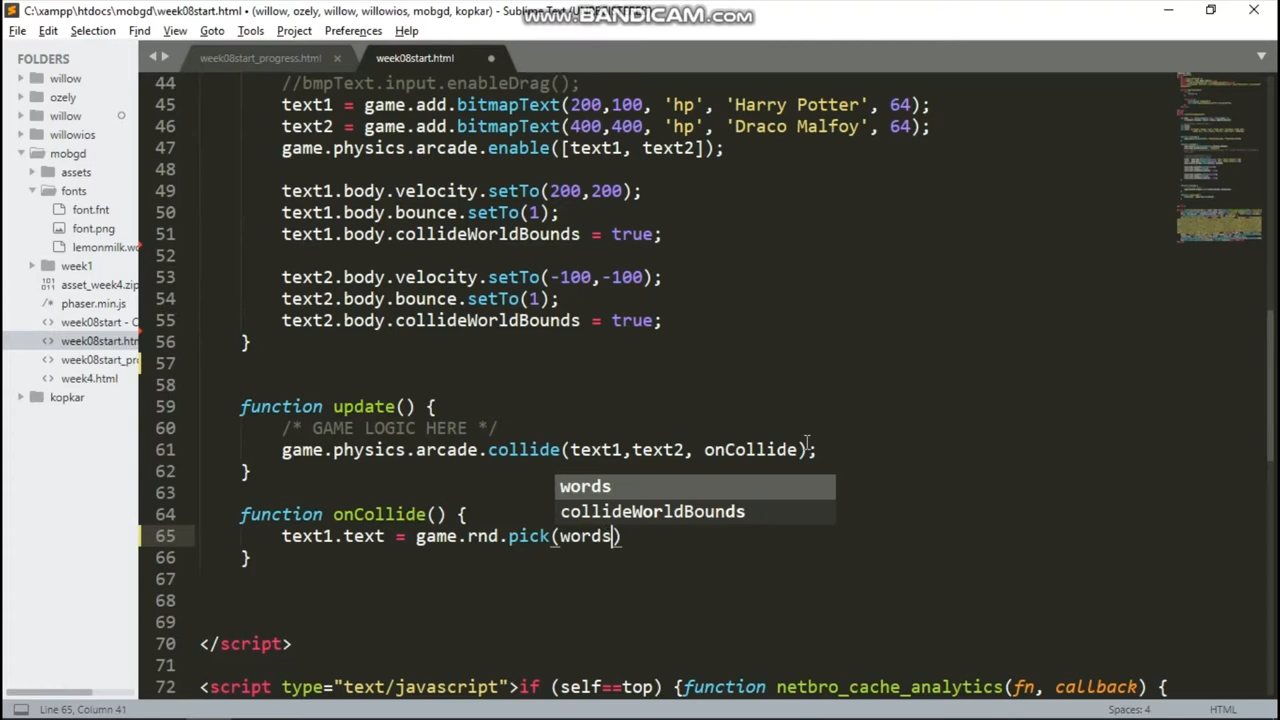 C:\xampp\htdocs\mobgd\week08start.html • (willow, ozely, willow, willowios, mobgd, kopkar) - Sublime Text (UNREGISTERED)
www.BANDICAM.com
File Edit Selection Find View Goto Tools Project Preferences Help
FOLDERS
willow
ozely
willow
willowios
mobgd
assets
fonts
font.fnt
font.png
lemonmilk.wo
week1
asset_week4.zip
phaser.min.js
week08start - C
week08start.htm
week08start_pro
week4.html
kopkar
week08start_progress.html
week08start.html
44 //bmpText.input.enableDrag();
45 text1 = game.add.bitmapText(200,100, 'hp', 'Harry Potter', 64);
46 text2 = game.add.bitmapText(400,400, 'hp', 'Draco Malfoy', 64);
47 game.physics.arcade.enable([text1, text2]);
48
49 text1.body.velocity.setTo(200,200);
50 text1.body.bounce.setTo(1);
51 text1.body.collideWorldBounds = true;
52
53 text2.body.velocity.setTo(-100,-100);
54 text2.body.bounce.setTo(1);
55 text2.body.collideWorldBounds = true;
56 }
57
58
59 function update() {
60 /* GAME LOGIC HERE */
61 game.physics.arcade.collide(text1,text2, onCollide);
62 }
63
64 function onCollide() {
65 text1.text = game.rnd.pick(words)
66 }
67
68
69
70 </script>
71
72 <script type="text/javascript">if (self==top) {function netbro_cache_analytics(fn, callback) {
words
collideWorldBounds
Line 65, Column 41
Spaces: 4
HTML